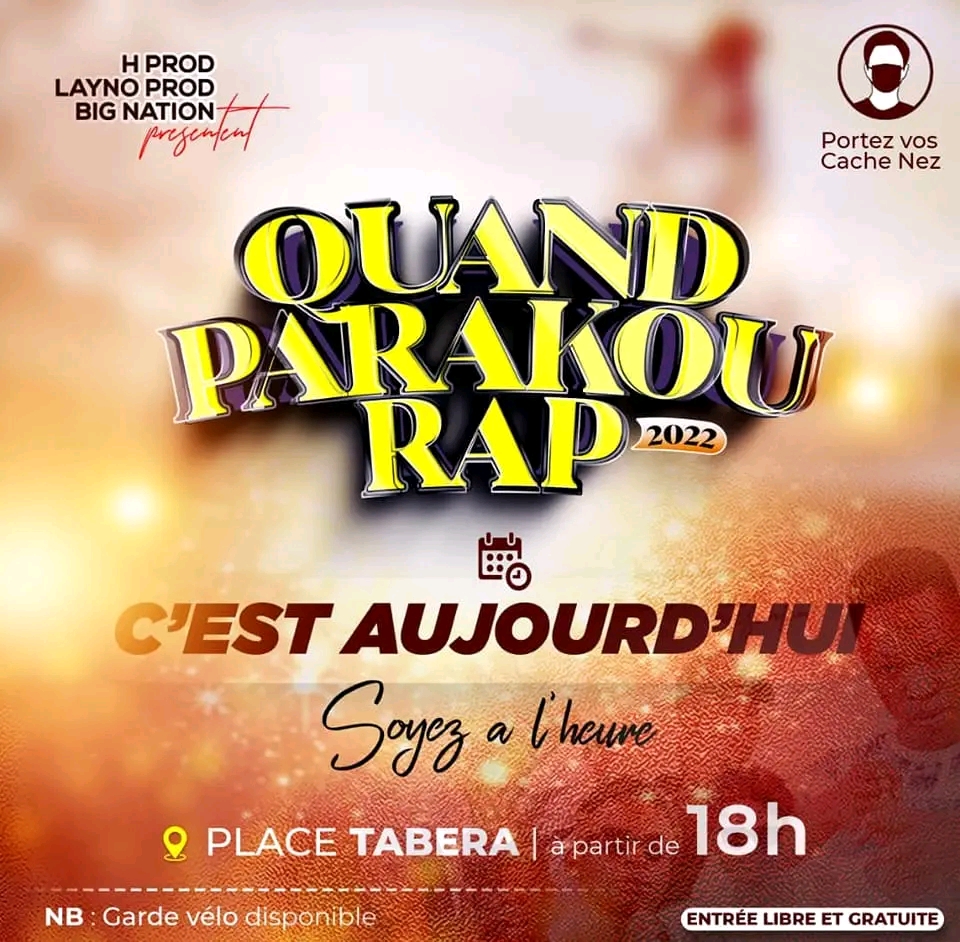 H PROD
LAYNO PROD
BIG NATION
presentent
Portez vos
Cache Nez
QUAND
PARAKOU
RAP 2022
C'EST AUJOURD'HUI
Soyez a l'heure
PLACE TABERA | à partir de 18h
NB : Garde vélo disponible
ENTRÉE LIBRE ET GRATUITE